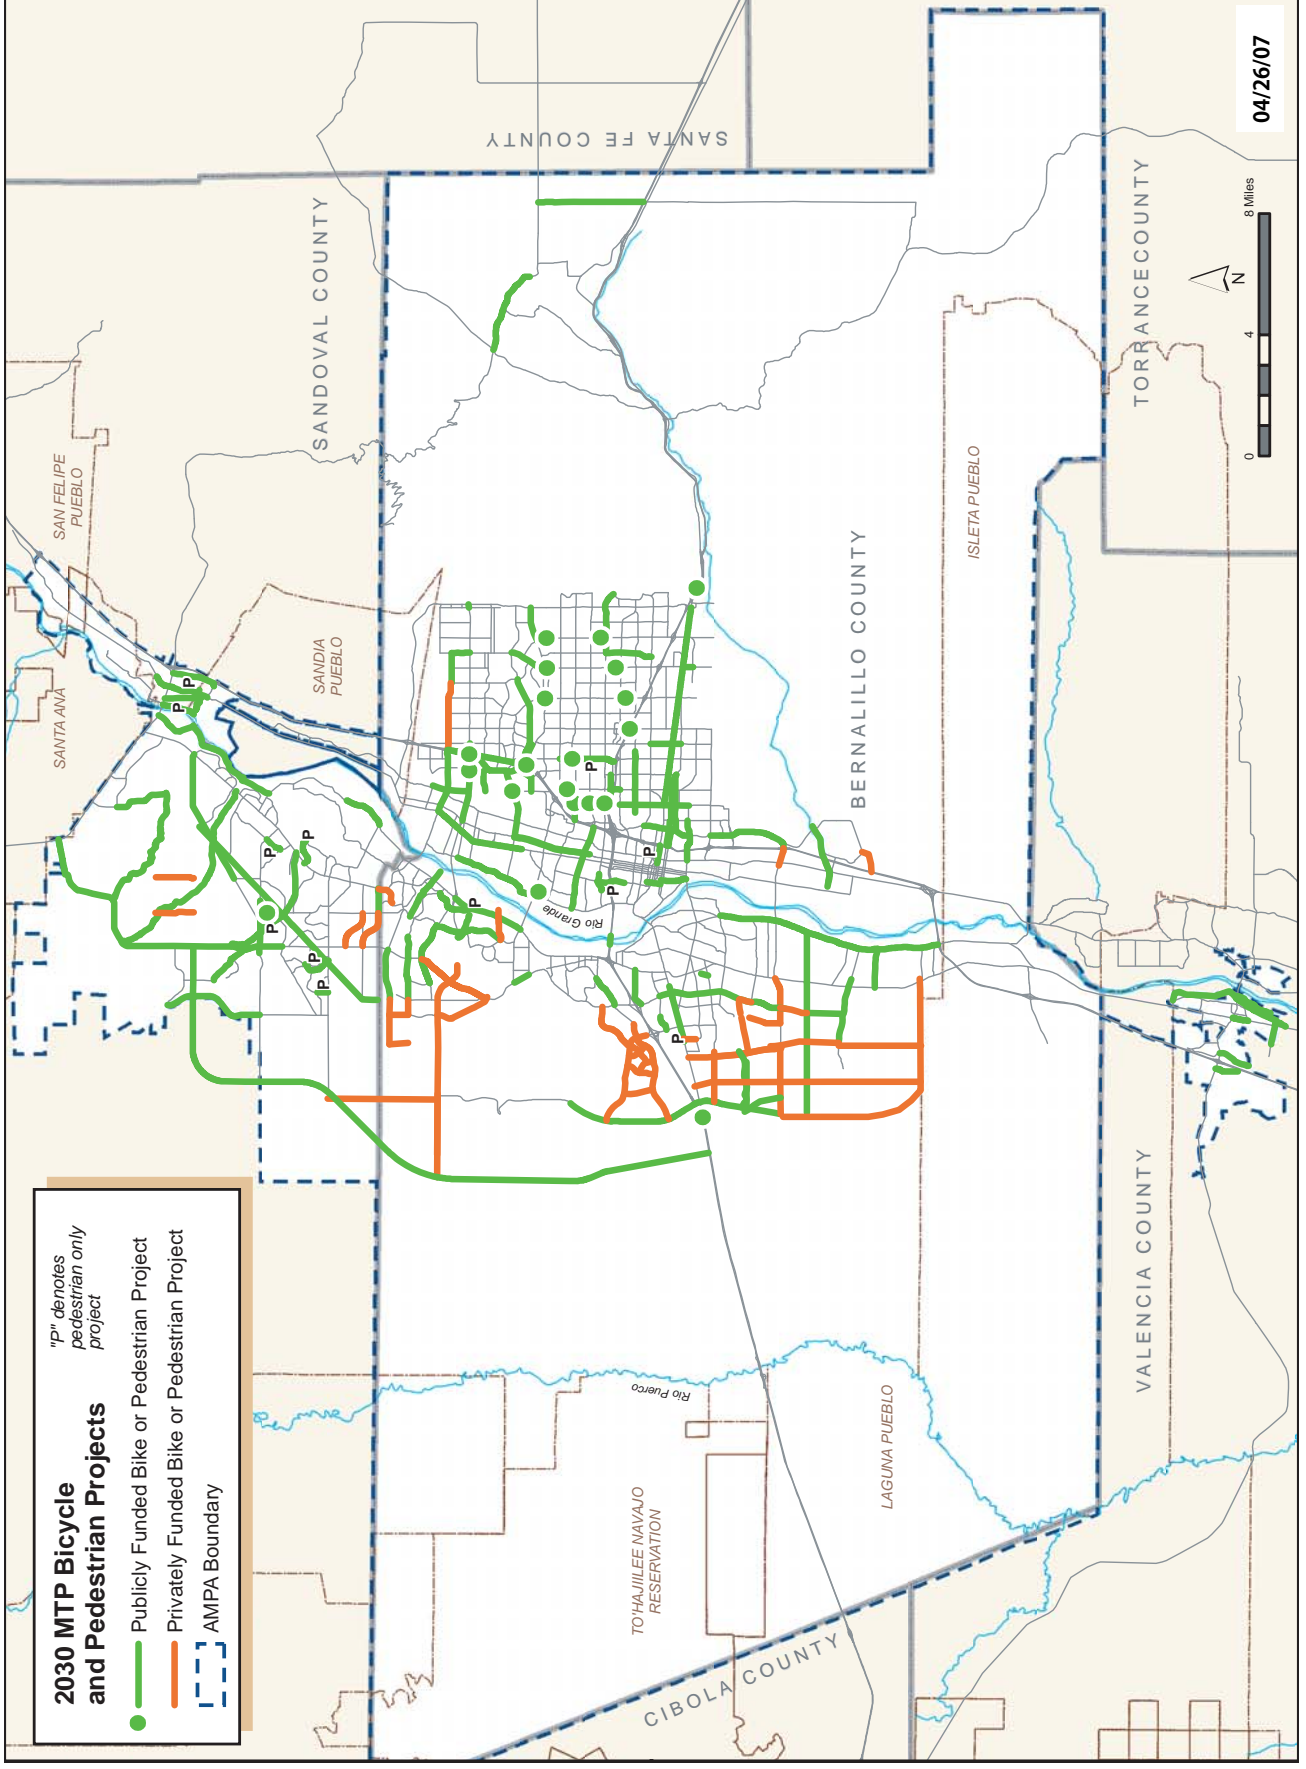 2030 MTP Bicycle
and Pedestrian Projects
"P" denotes
pedestrian only
project
Publicly Funded Bike or Pedestrian Project
Privately Funded Bike or Pedestrian Project
AMPA Boundary
SANTA ANA
SAN FELIPE
PUEBLO
SANDIA
PUEBLO
SANDOVAL COUNTY
SANTA FE COUNTY
P
P
P
P
P
P
P
P
P
P
P
P
Rio Grande
Rio Puerco
TO'HAJIILEE NAVAJO
RESERVATION
CIBOLA COUNTY
LAGUNA PUEBLO
BERNALILLO COUNTY
ISLETA PUEBLO
VALENCIA COUNTY
TORRANCECOUNTY
N
0
4
8 Miles
04/26/07